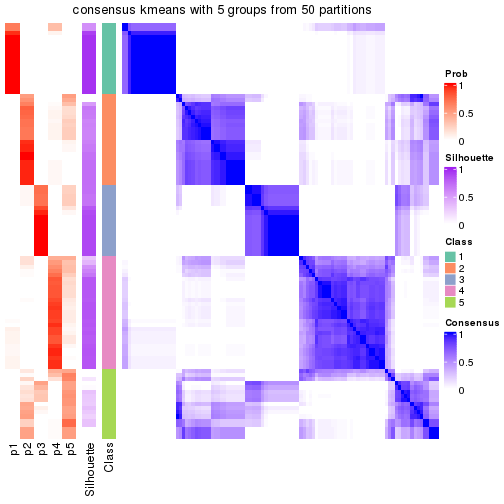 consensus kmeans with 5 groups from 50 partitions
Prob
1
0.5
0
Silhouette
1
0.5
0
Class
1
2
3
4
5
Consensus
1
0.5
0
p1
p2
p3
p4
p5
Silhouette
Class